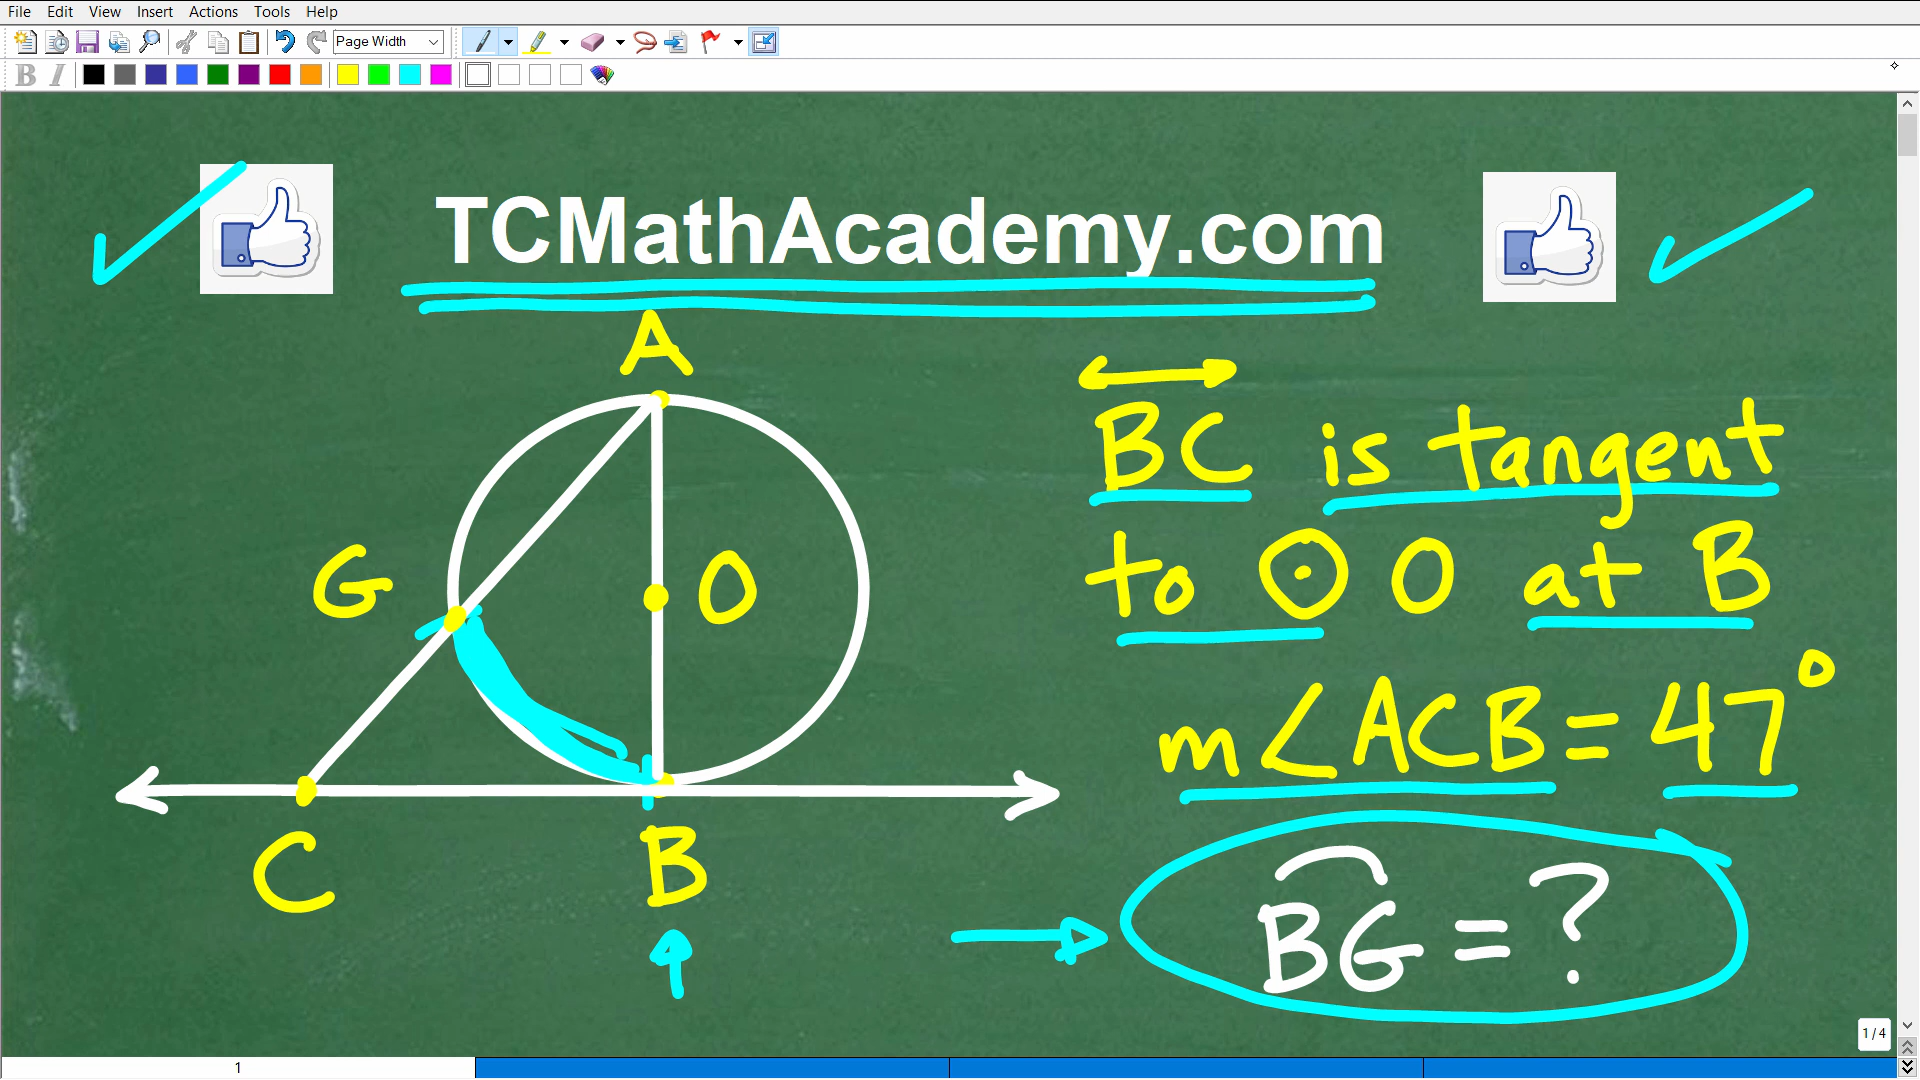 File Edit View Insert Actions Tools Help
Page Width
B I
TCMathAcademy.com
A
BC is tangent
to ⊙ O at B
G
O
m∠ACB = 47°
C
B
BG = ?
1 / 4
1